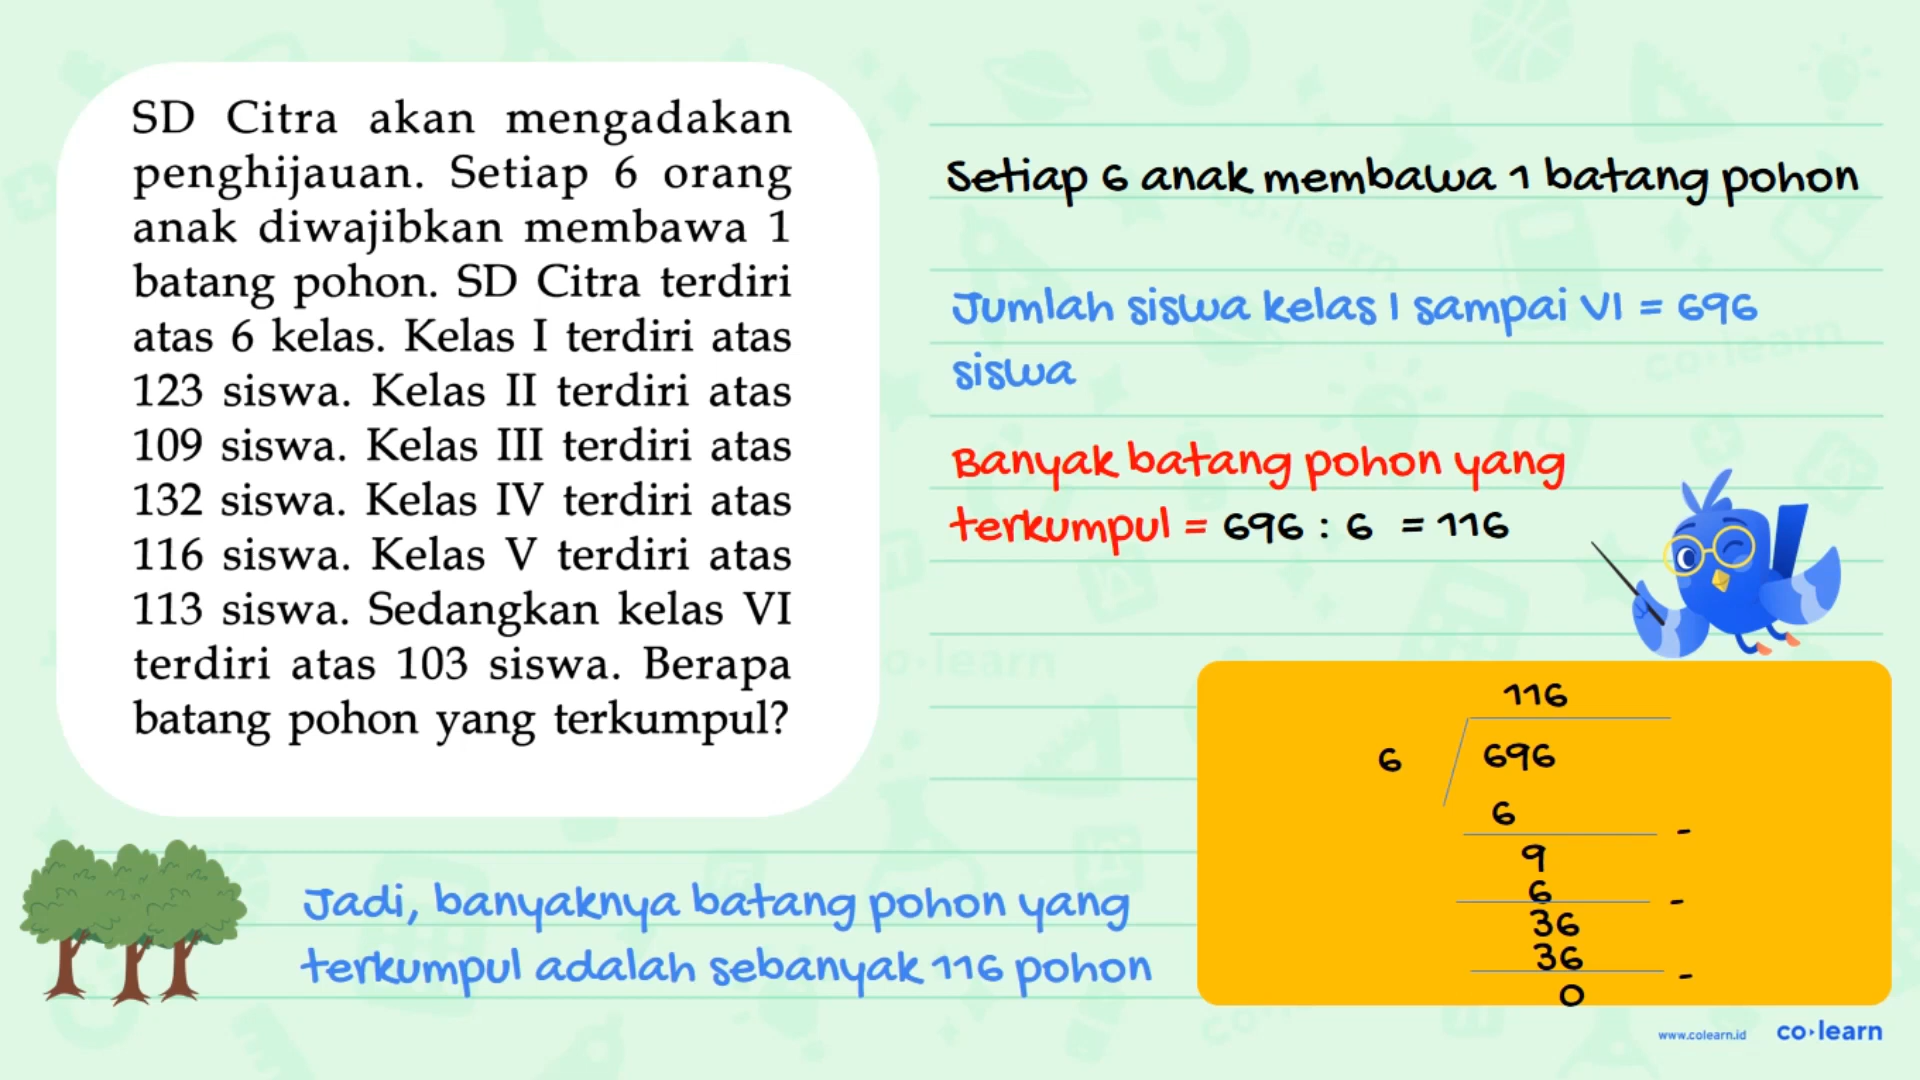 SD Citra akan mengadakan
penghijauan. Setiap 6 orang
anak diwajibkan membawa 1
batang pohon. SD Citra terdiri
atas 6 kelas. Kelas I terdiri atas
123 siswa. Kelas II terdiri atas
109 siswa. Kelas III terdiri atas
132 siswa. Kelas IV terdiri atas
116 siswa. Kelas V terdiri atas
113 siswa. Sedangkan kelas VI
terdiri atas 103 siswa. Berapa
batang pohon yang terkumpul?
Setiap 6 anak membawa 1 batang pohon
Jumlah siswa kelas I sampai VI = 696
siswa
Banyak batang pohon yang
terkumpul = 696 : 6 = 116
116
6 696
6 -
9
6 -
36
36 -
0
Jadi, banyaknya batang pohon yang
terkumpul adalah sebanyak 116 pohon
www.colearn.id co·learn